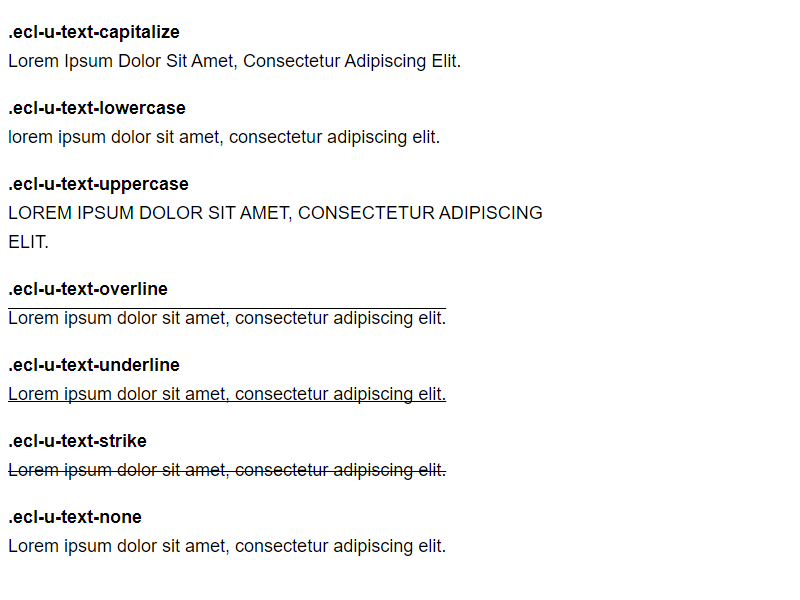 .ecl-u-text-capitalize
Lorem Ipsum Dolor Sit Amet, Consectetur Adipiscing Elit.
.ecl-u-text-lowercase
lorem ipsum dolor sit amet, consectetur adipiscing elit.
.ecl-u-text-uppercase
LOREM IPSUM DOLOR SIT AMET, CONSECTETUR ADIPISCING
ELIT.
.ecl-u-text-overline
Lorem ipsum dolor sit amet, consectetur adipiscing elit.
.ecl-u-text-underline
Lorem ipsum dolor sit amet, consectetur adipiscing elit.
.ecl-u-text-strike
Lorem ipsum dolor sit amet, consectetur adipiscing elit.
.ecl-u-text-none
Lorem ipsum dolor sit amet, consectetur adipiscing elit.